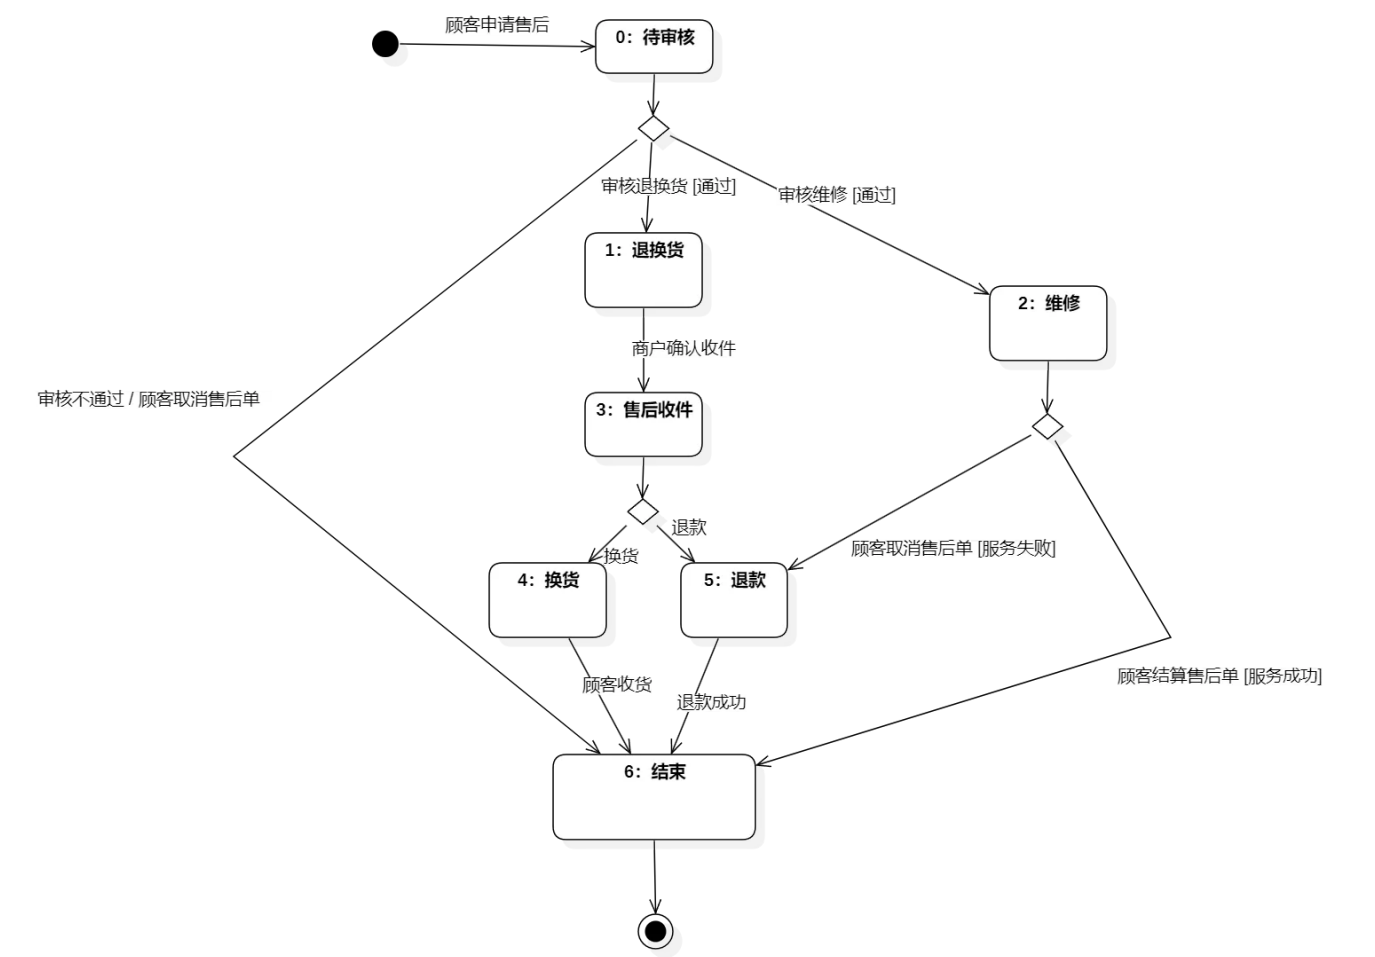 顾客申请售后
0：待审核
审核退换货 [通过]
审核维修 [通过]
1：退换货
2：维修
商户确认收件
审核不通过 / 顾客取消售后单
3：售后收件
退款
换货
顾客取消售后单 [服务失败]
4：换货
5：退款
顾客结算售后单 [服务成功]
顾客收货
退款成功
6：结束